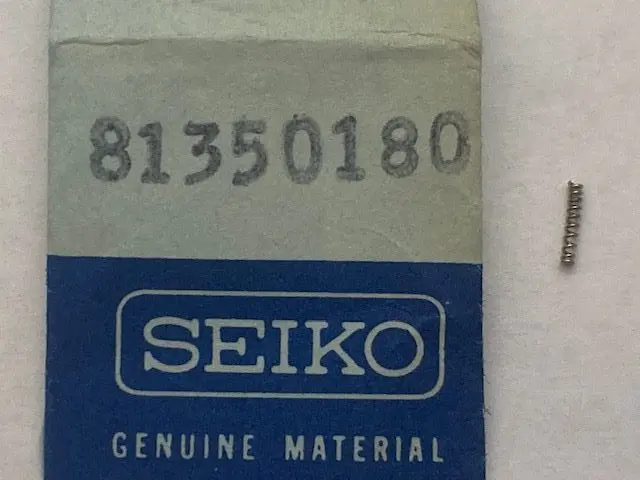 81350180
SEIKO
GENUINE MATERIAL